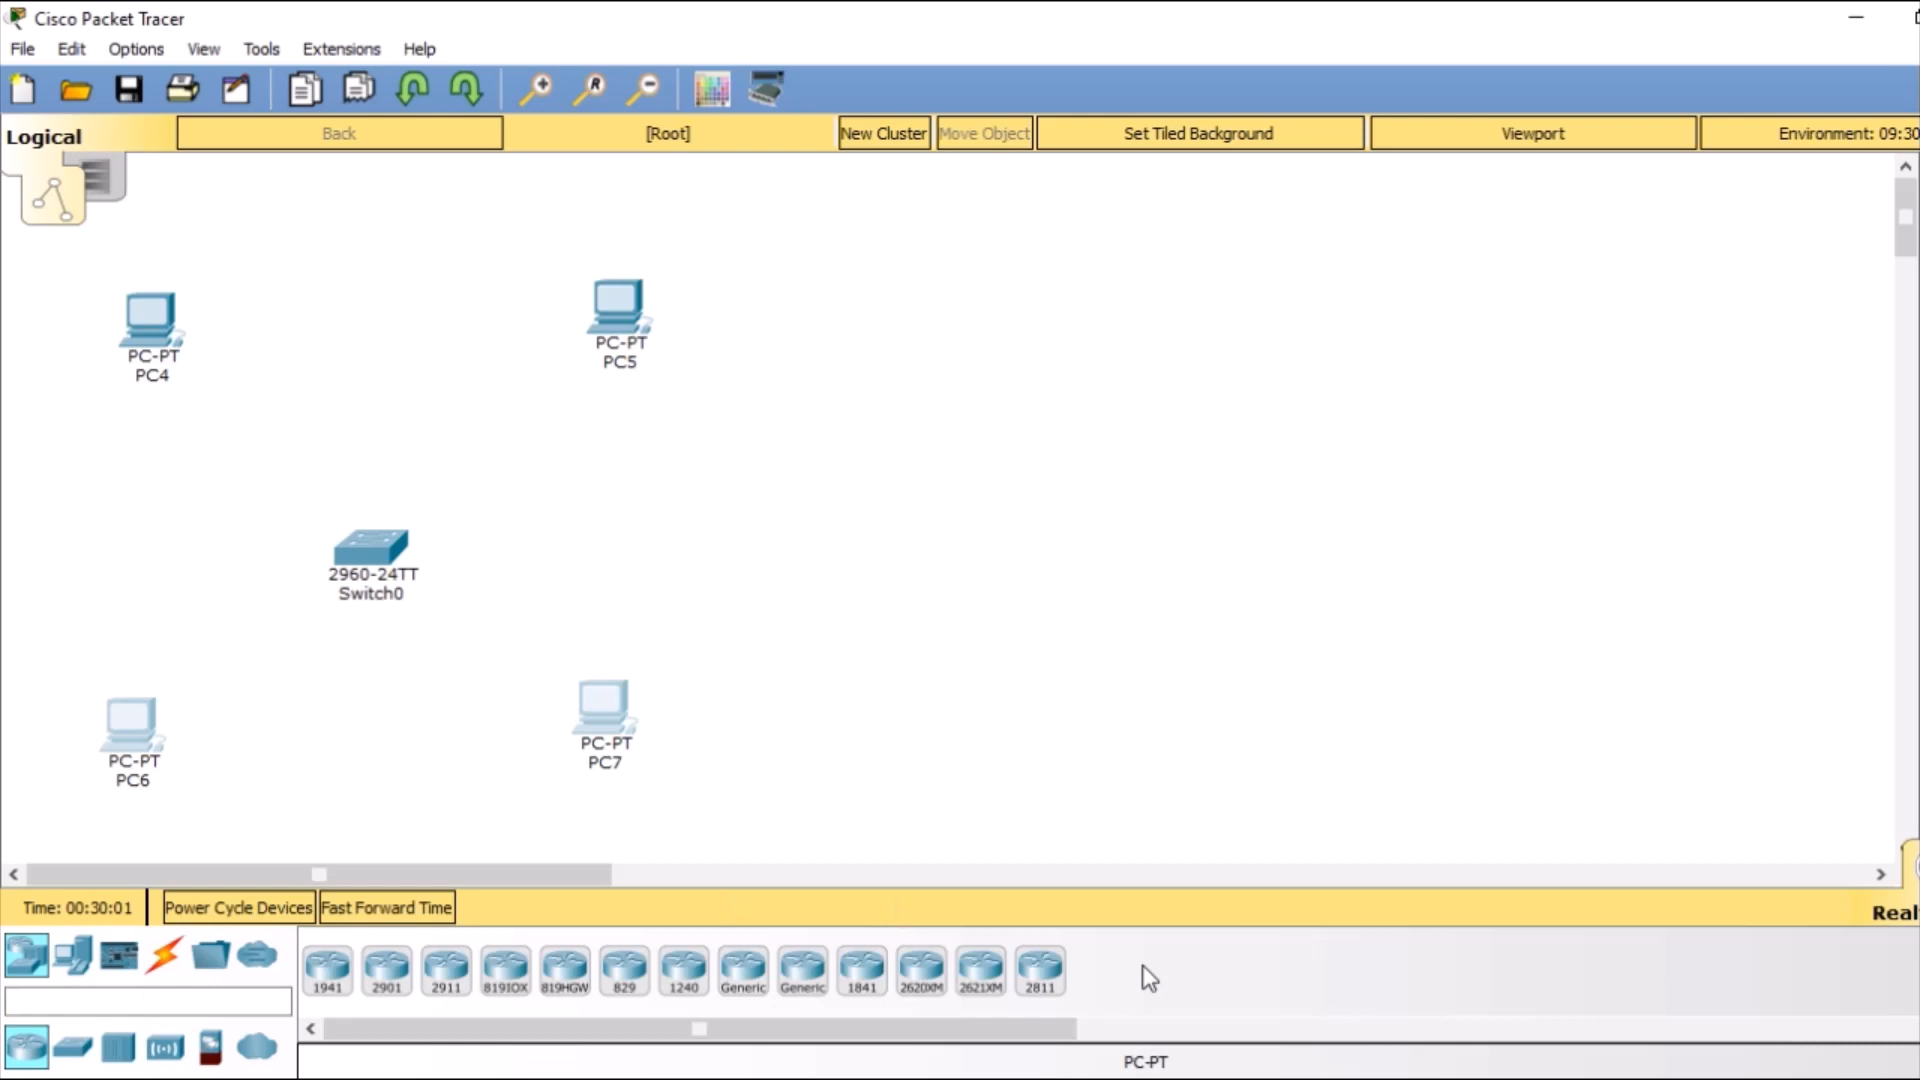 Cisco Packet Tracer
File Edit Options View Tools Extensions Help
R
Logical Back [Root] New Cluster Move Object Set Tiled Background Viewport Environment: 09:30
PC-PT
PC4
PC-PT
PC5
2960-24TT
Switch0
PC-PT
PC6
PC-PT
PC7
Time: 00:30:01 Power Cycle Devices Fast Forward Time Real
1941 2901 2911 819IOX 819HGW 829 1240 Generic Generic 1841 2620XM 2621XM 2811
PC-PT